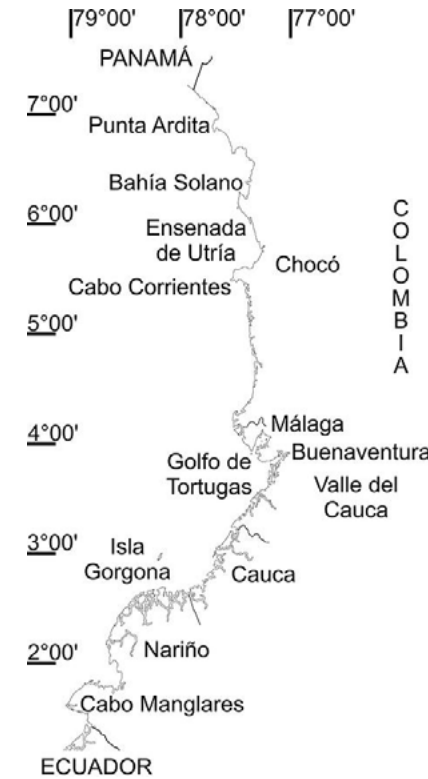 79°00' 78°00' 77°00'
PANAMÁ
7°00'
Punta Ardita
Bahía Solano
6°00'
Ensenada
de Utría
Chocó
COLOMBIA
Cabo Corrientes
5°00'
Málaga
4°00'
Buenaventura
Golfo de
Tortugas
Valle del
Cauca
3°00'
Isla
Gorgona
Cauca
Nariño
2°00'
Cabo Manglares
ECUADOR